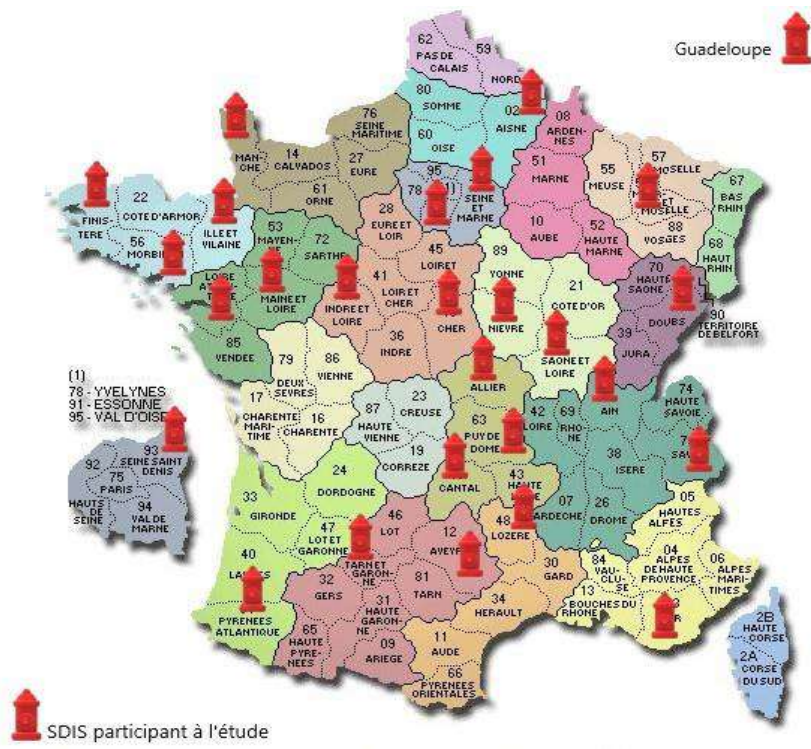 Guadeloupe
62
PAS DE
CALAIS
59
NORD
80
SOMME
02
AISNE
60
OISE
08
ARDEN-
NES
76
SEINE
MARITIME
14
CALVADOS
27
EURE
61
ORNE
MANCHE
95
78
(1)
SEINE
ET
MARNE
51
MARNE
10
AUBE
52
HAUTE
MARNE
55
MEUSE
57
MOSELLE
MOSELLE
88
VOSGES
67
BAS
RHIN
68
HAUT
RHIN
FINIS-
TERE
22
COTE D'ARMOR
56
ILLE ET
VILAINE
53
72
SARTHE
LOIRE
MAINE ET
LOIRE
85
VENDEE
28
EURE ET
LOIR
45
LOIRET
41
LOIR ET
CHER
INDRE ET
LOIRE
CHER
36
INDRE
89
YONNE
21
COTE D'OR
NIEVRE
SAONE ET
LOIRE
70
HAUTE
SAONE
DOUBS
39
JURA
90
TERRITOIRE
DE BELFORT
79
DEUX
SEVRES
86
VIENNE
17
CHARENTE
MARI-
TIME
16
CHARENTE
87
HAUTE
VIENNE
23
CREUSE
19
CORREZE
ALLIER
63
PUY DE
DOME
CANTAL
43
HAUTE
42
LOIRE
69
RHO-
NE
AIN
74
HAUTE
SAVOIE
38
ISERE
07
ARDECHE
26
DROME
(1)
78 - YVELYNES
91 - ESSONNE
95 - VAL D'OISE
92
HAUTS DE
SEINE
93
SEINE SAINT
DENIS
75
PARIS
94
VAL DE
MARNE
24
DORDOGNE
33
GIRONDE
47
LOT ET
GARONNE
40
PYRENEES
ATLANTIQUE
46
LOT
12
TARN ET
GARONNE
32
GERS
81
TARN
31
HAUTE
GARON-
NE
65
HAUTE
PYRE-
NEES
09
ARIEGE
48
LOZERE
30
GARD
34
HERAULT
11
AUDE
66
PYRENEES
ORIENTALES
05
HAUTES
ALPES
04
ALPES
DE HAUTE
PROVENCE
06
ALPES
MARI-
TIMES
84
VAU-
CLU-
SE
13
BOUCHES DU
RHONE
2B
HAUTE
CORSE
2A
CORSE
DU SUD
SDIS participant à l'étude